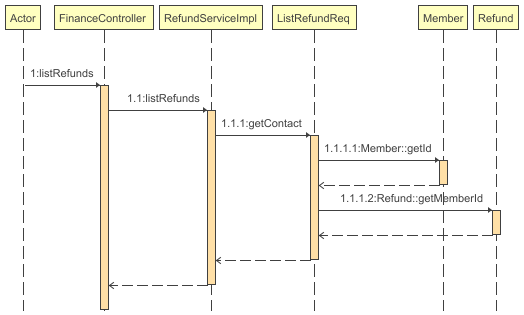 Actor
FinanceController
RefundServiceImpl
ListRefundReq
Member
Refund
1:listRefunds
1.1:listRefunds
1.1.1:getContact
1.1.1.1:Member::getId
1.1.1.2:Refund::getMemberId